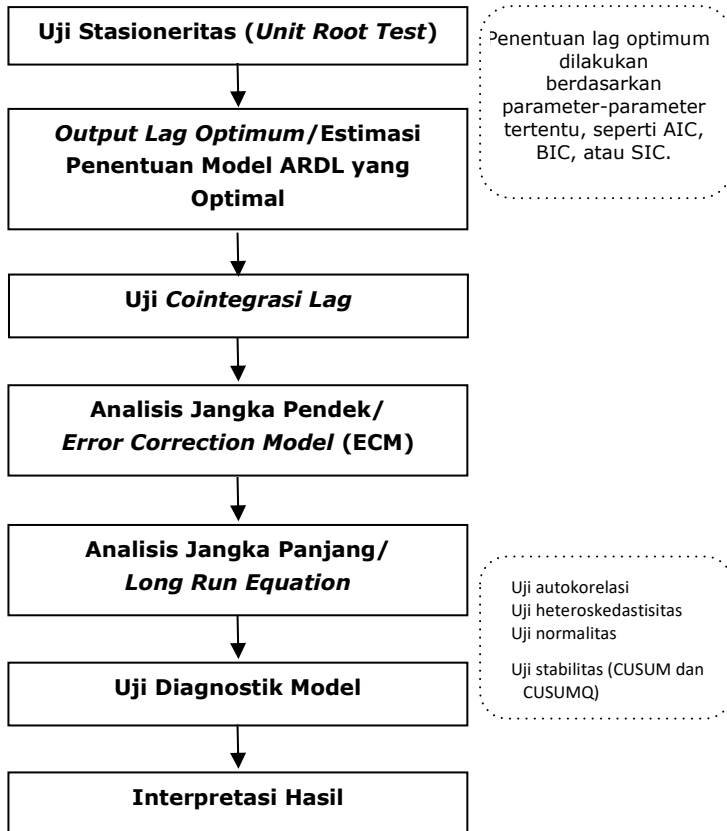 Uji Stasioneritas (Unit Root Test)
Penentuan lag optimum
dilakukan
berdasarkan
parameter-parameter
tertentu, seperti AIC,
BIC, atau SIC.
Output Lag Optimum/Estimasi
Penentuan Model ARDL yang
Optimal
Uji Cointegrasi Lag
Analisis Jangka Pendek/
Error Correction Model (ECM)
Analisis Jangka Panjang/
Long Run Equation
Uji autokorelasi
Uji heteroskedastisitas
Uji normalitas
Uji stabilitas (CUSUM dan
CUSUMQ)
Uji Diagnostik Model
Interpretasi Hasil